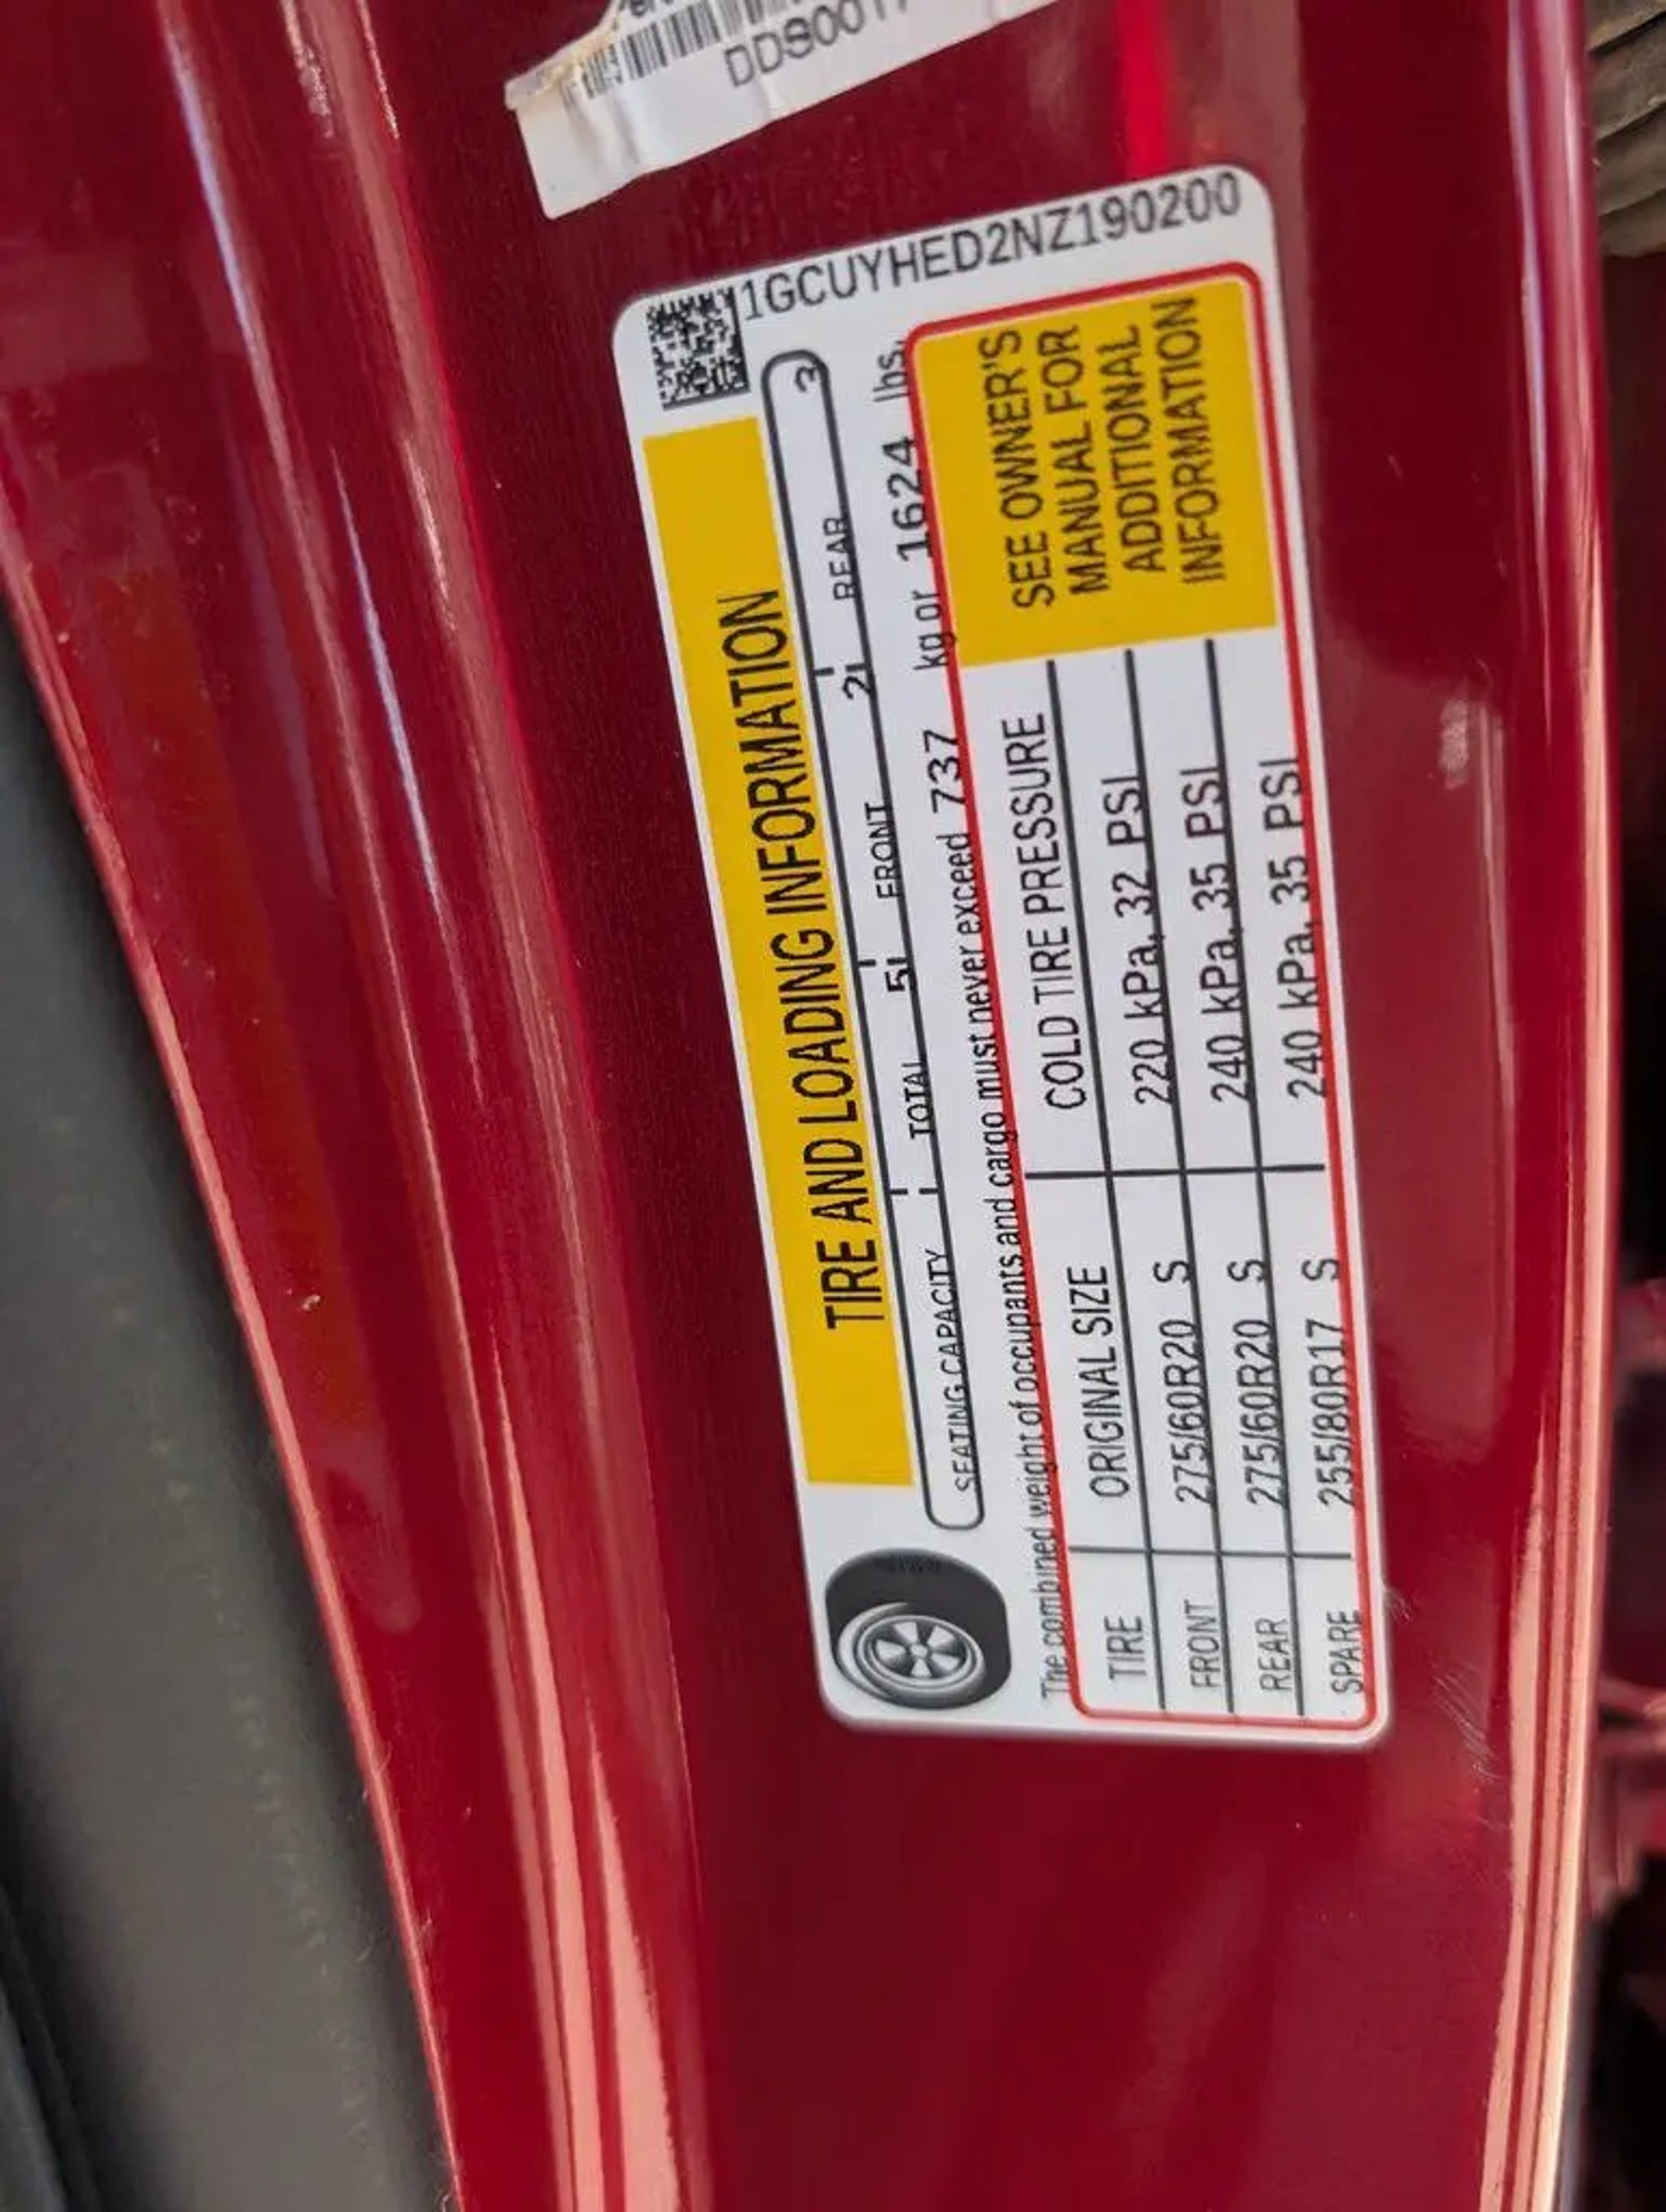 DDS001
1GCUYHED2NZ190200
TIRE AND LOADING INFORMATION
SEATING CAPACITY TOTAL 5 FRONT 2 REAR 3
The combined weight of occupants and cargo must never exceed 737 kg or 1624 lbs.
TIRE ORIGINAL SIZE COLD TIRE PRESSURE
FRONT 275/60R20 S 220 kPa, 32 PSI
REAR 275/60R20 S 240 kPa, 35 PSI
SPARE 255/80R17 S 240 kPa, 35 PSI
SEE OWNER'S
MANUAL FOR
ADDITIONAL
INFORMATION